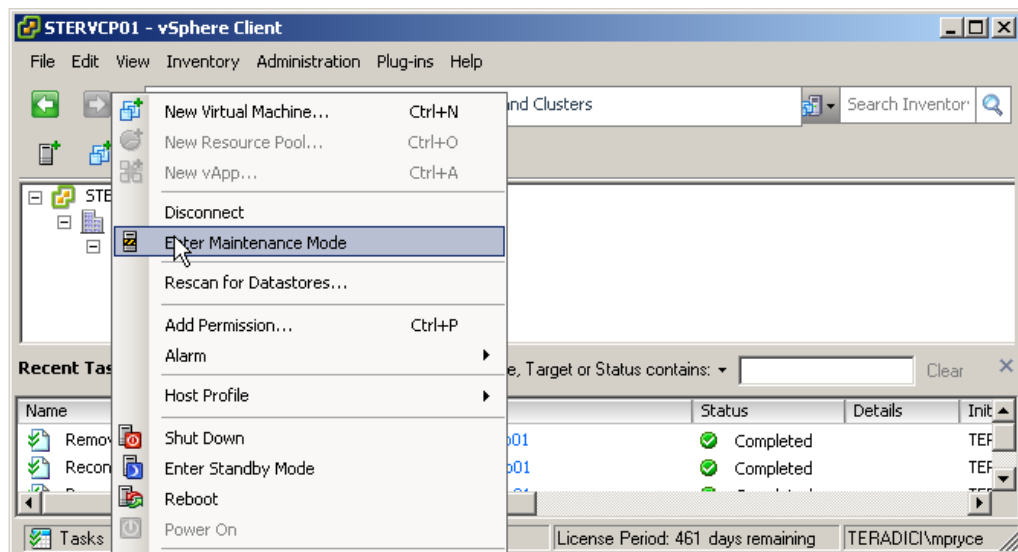 STERVCP01 - vSphere Client
File Edit View Inventory Administration Plug-ins Help
and Clusters
Search Inventor
New Virtual Machine... Ctrl+N
New Resource Pool... Ctrl+O
New vApp... Ctrl+A
STE
Disconnect
Enter Maintenance Mode
Rescan for Datastores...
Add Permission... Ctrl+P
Alarm
Recent Tas
e, Target or Status contains:
Clear
Host Profile
Name Status Details Init
Shut Down
Remov p01 Completed TER
Enter Standby Mode
Recon p01 Completed TER
Reboot
Power On
Tasks License Period: 461 days remaining TERADICI\mpryce